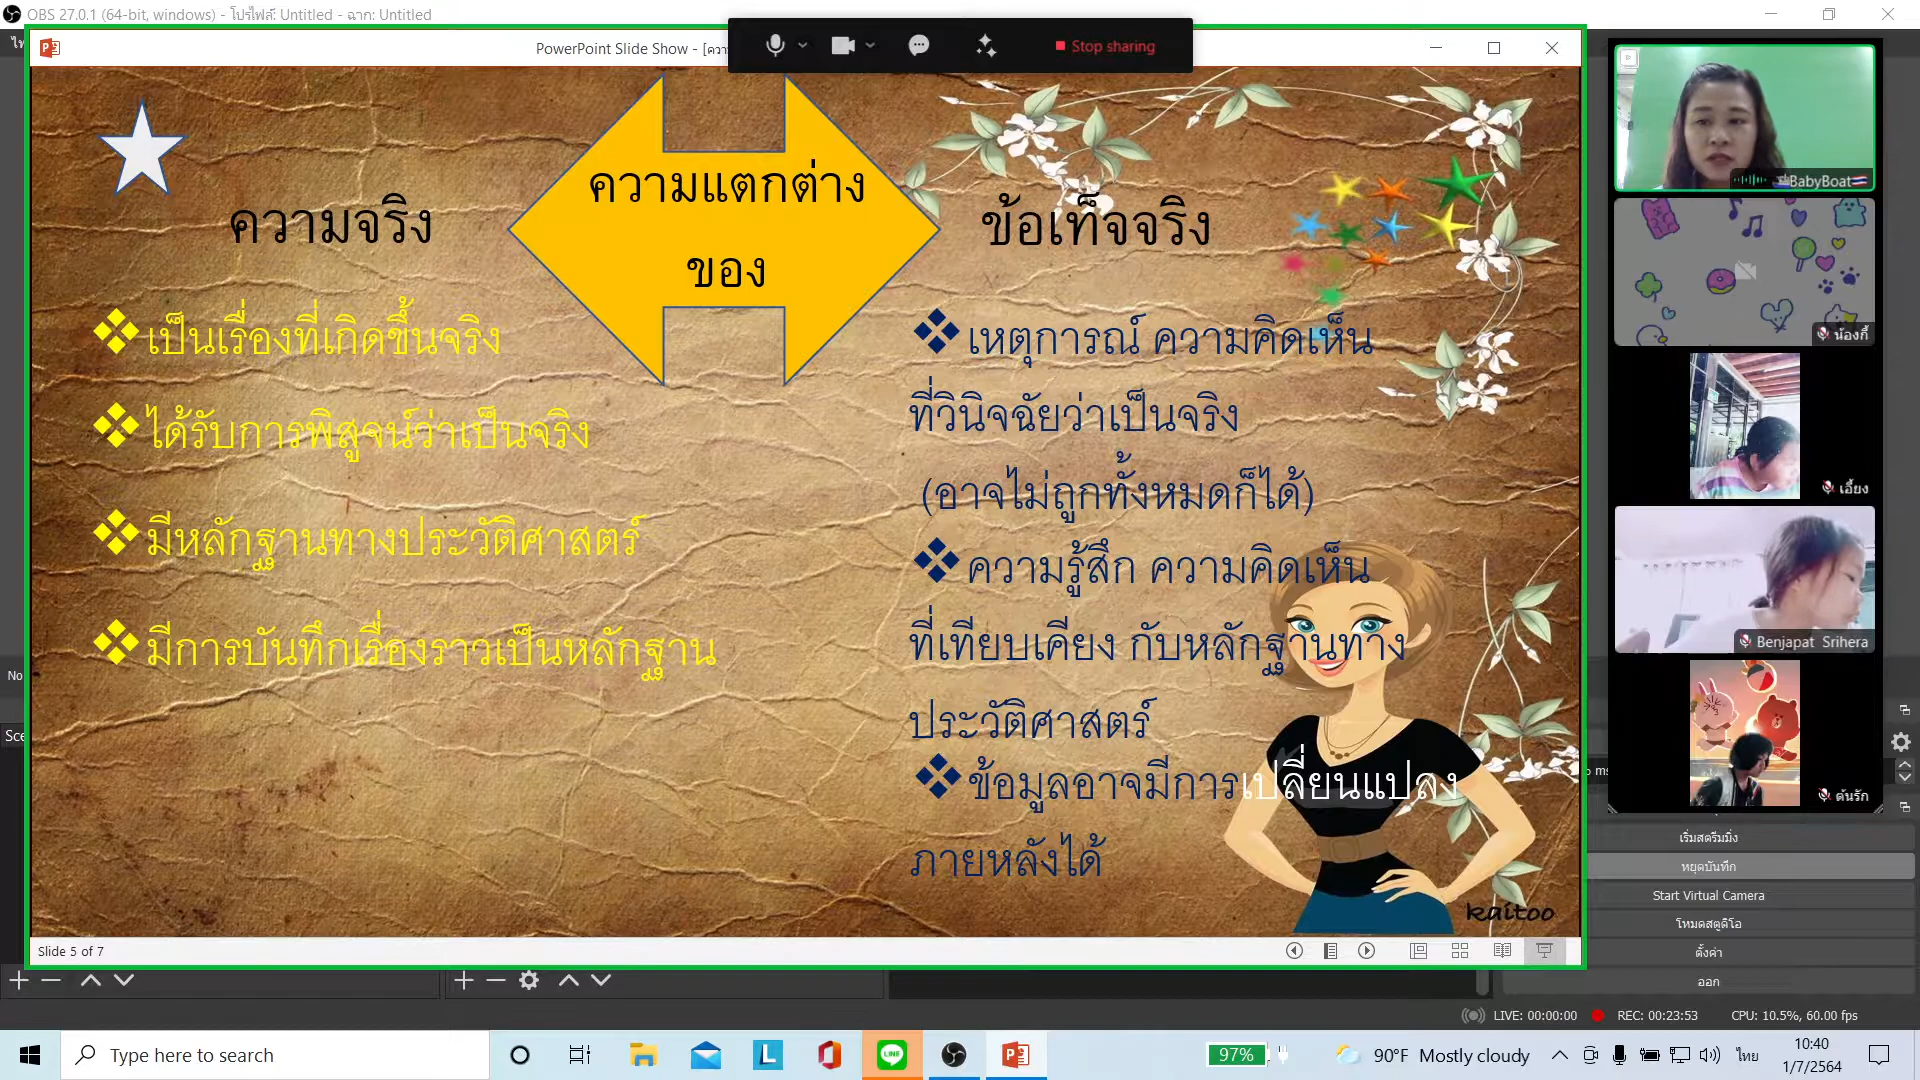 OBS 27.0.1 (64-bit, windows) - โปรไฟล์: Untitled - ฉาก: Untitled
PowerPoint Slide Show - [ควา
Stop sharing
ความแตกต่าง
ของ
ความจริง
❖เป็นเรื่องที่เกิดขึ้นจริง
❖ได้รับการพิสูจน์ว่าเป็นจริง
❖มีหลักฐานทางประวัติศาสตร์
❖มีการบันทึกเรื่องราวเป็นหลักฐาน
ข้อเท็จจริง
❖เหตุการณ์ ความคิดเห็น
ที่วินิจฉัยว่าเป็นจริง
(อาจไม่ถูกทั้งหมดก็ได้)
❖ความรู้สึก ความคิดเห็น
ที่เทียบเคียง กับหลักฐานทาง
ประวัติศาสตร์
❖ข้อมูลอาจมีการเปลี่ยนแปลง
ภายหลังได้
kaitoo
Slide 5 of 7
BabyBoat
น้องกี้
เอี้ยง
Benjapat Srihera
ต้นรัก
No
Sce
ms
เริ่มสตรีมมิ่ง
หยุดบันทึก
Start Virtual Camera
โหมดสตูดิโอ
ตั้งค่า
ออก
LIVE: 00:00:00
REC: 00:23:53
CPU: 10.5%, 60.00 fps
Type here to search
L
LINE
97%
90°F Mostly cloudy
ไทย
10:40
1/7/2564